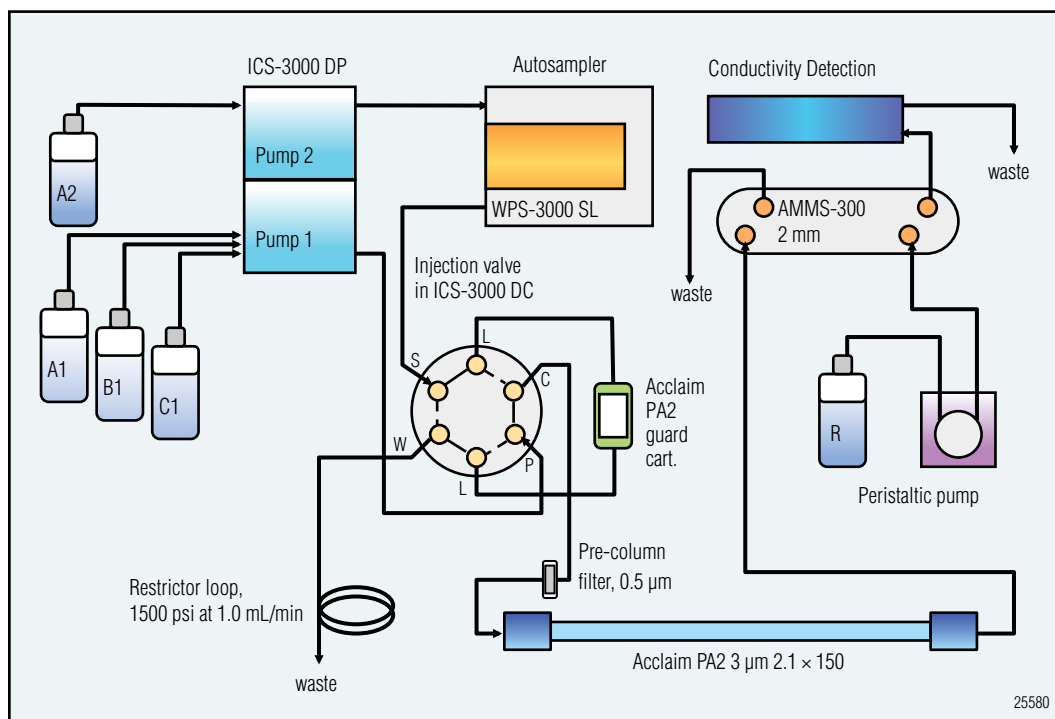 ICS-3000 DP
Autosampler
Conductivity Detection
A2
Pump 2
Pump 1
WPS-3000 SL
waste
AMMS-300
2 mm
waste
Injection valve
in ICS-3000 DC
A1
B1
C1
L
S
C
W
P
L
Acclaim
PA2
guard
cart.
R
Peristaltic pump
Pre-column
filter, 0.5 µm
Restrictor loop,
1500 psi at 1.0 mL/min
waste
Acclaim PA2 3 µm 2.1 × 150
25580